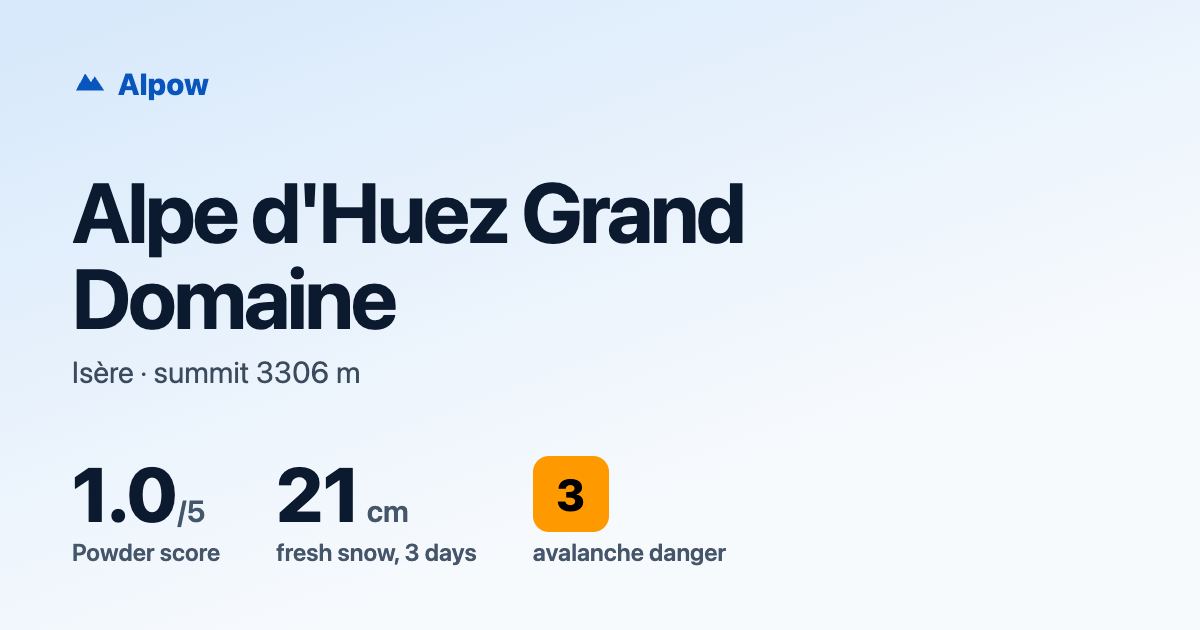 Alpow
Alpe d'Huez Grand
Domaine
Isère · summit 3306 m
1.0/5
21 cm
3
Powder score
fresh snow, 3 days
avalanche danger